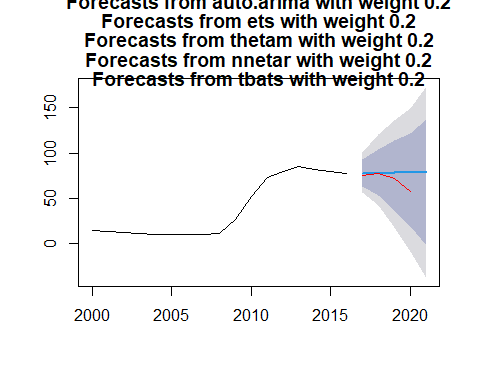 Forecasts from auto.arima with weight 0.2
Forecasts from ets with weight 0.2
Forecasts from thetam with weight 0.2
Forecasts from nnetar with weight 0.2
Forecasts from tbats with weight 0.2
150
100
50
0
2000 2005 2010 2015 2020